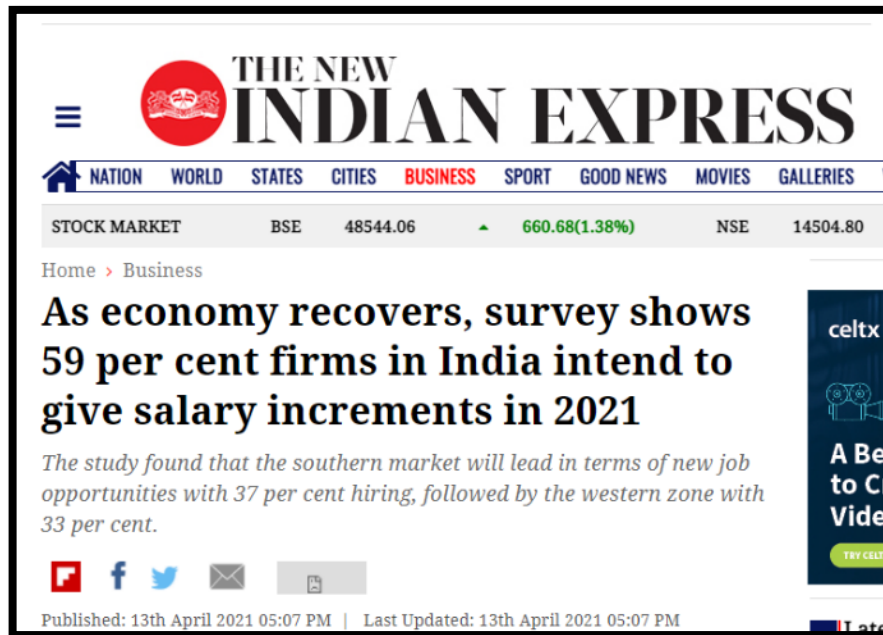 THE NEW
INDIAN EXPRESS
NATION WORLD STATES CITIES BUSINESS SPORT GOOD NEWS MOVIES GALLERIES
STOCK MARKET BSE 48544.06 660.68(1.38%) NSE 14504.80
Home › Business
As economy recovers, survey shows
59 per cent firms in India intend to
give salary increments in 2021
The study found that the southern market will lead in terms of new job
opportunities with 37 per cent hiring, followed by the western zone with
33 per cent.
Published: 13th April 2021 05:07 PM | Last Updated: 13th April 2021 05:07 PM
celtx
A
to
TRY